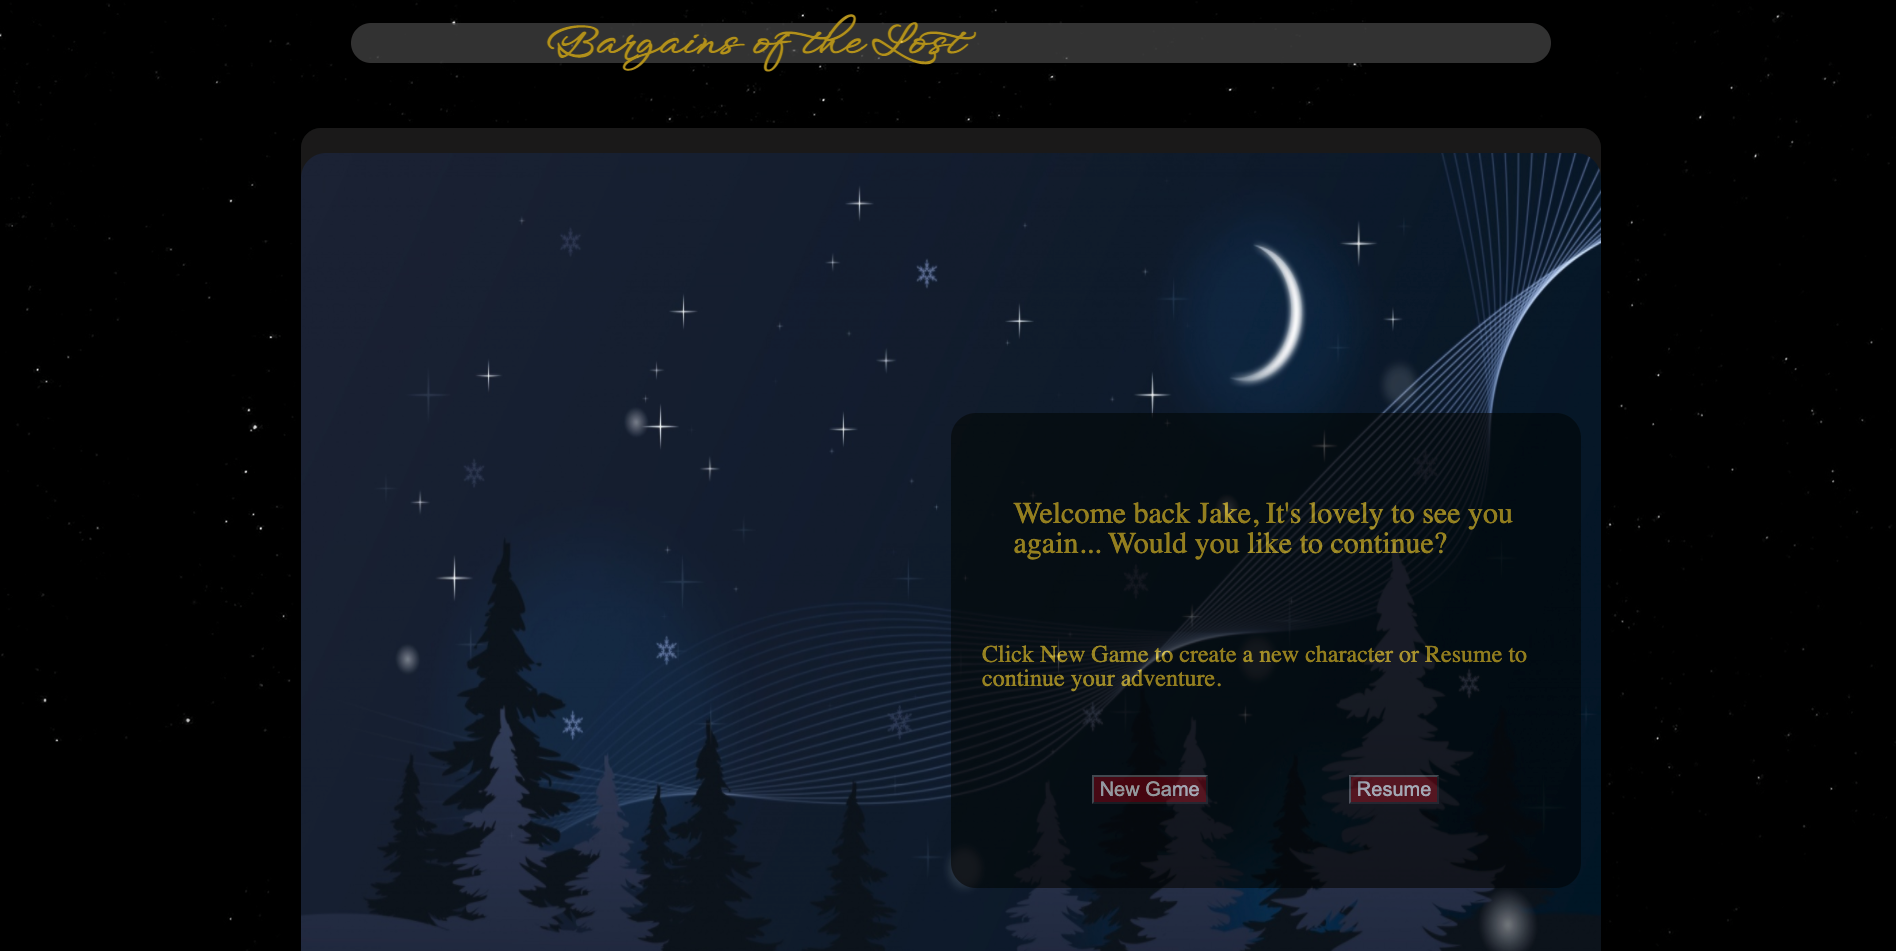 Bargains of the Lost
Welcome back Jake, It's lovely to see you
again... Would you like to continue?
Click New Game to create a new character or Resume to
continue your adventure.
New Game
Resume